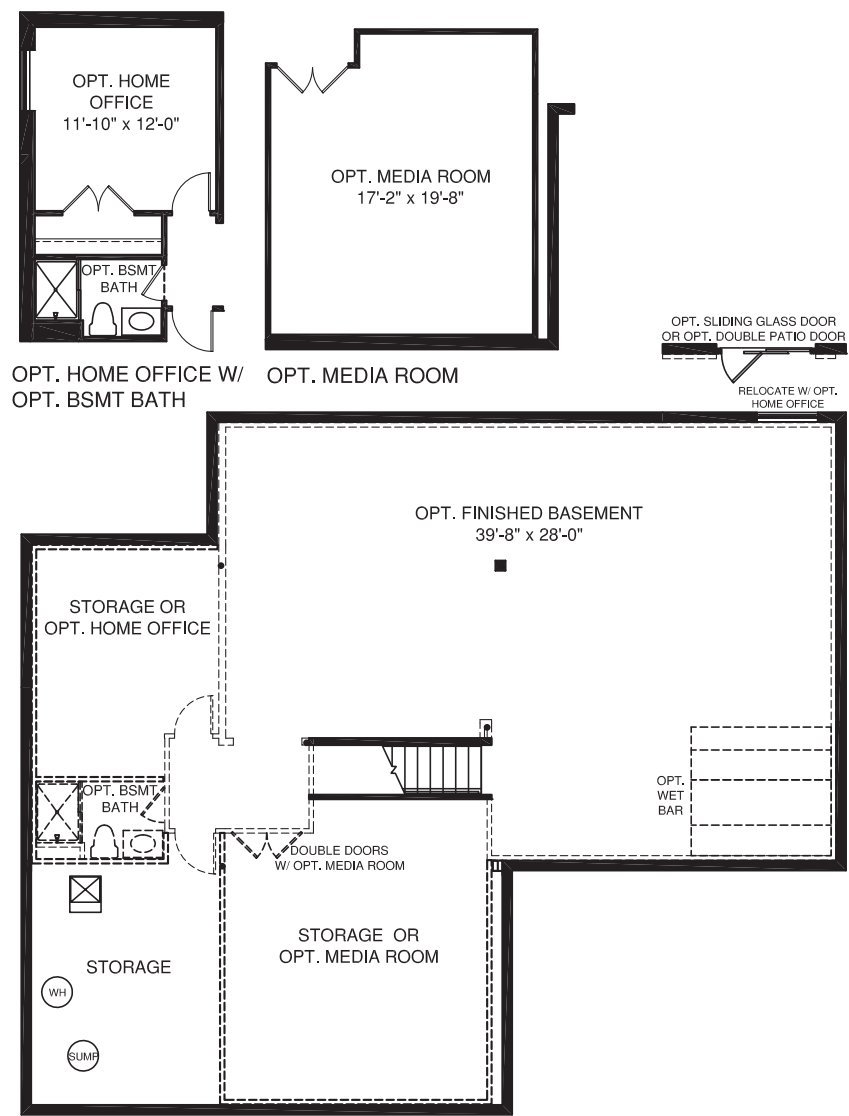 OPT. HOME
OFFICE
11'-10" x 12'-0"
OPT. BSMT
BATH
OPT. HOME OFFICE W/
OPT. BSMT BATH
OPT. MEDIA ROOM
17'-2" x 19'-8"
OPT. MEDIA ROOM
OPT. SLIDING GLASS DOOR
OR OPT. DOUBLE PATIO DOOR
RELOCATE W/ OPT.
HOME OFFICE
OPT. FINISHED BASEMENT
39'-8" x 28'-0"
STORAGE OR
OPT. HOME OFFICE
OPT. BSMT
BATH
OPT.
WET
BAR
DOUBLE DOORS
W/ OPT. MEDIA ROOM
STORAGE OR
OPT. MEDIA ROOM
STORAGE
WH
SUMP